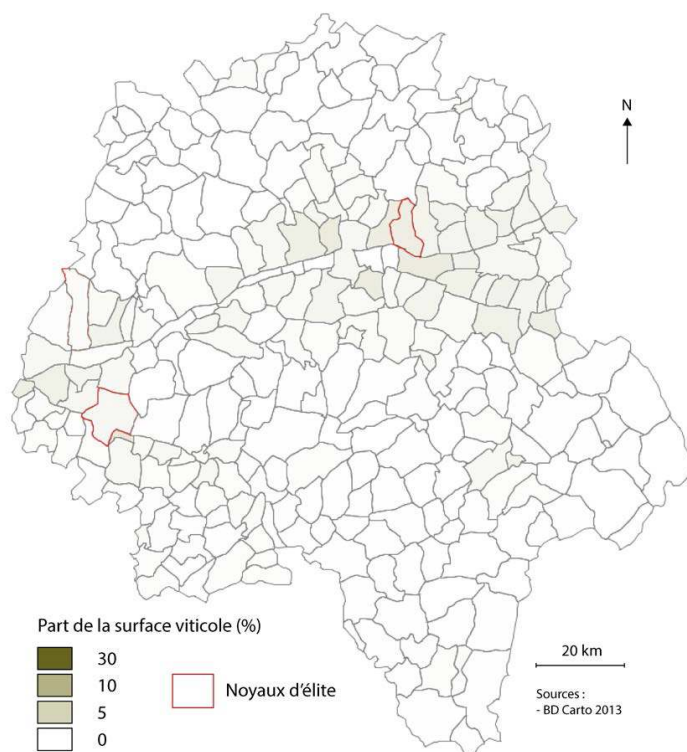 N
Part de la surface viticole (%)
30
10
5
0
Noyaux d'élite
20 km
Sources :
- BD Carto 2013